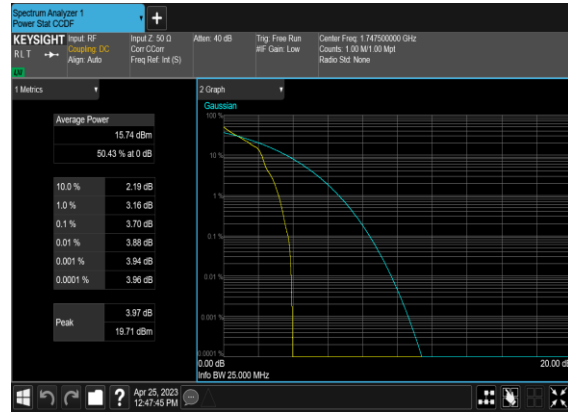 Spectrum Analyzer 1
Power Stat CCDF
KEYSIGHT
RLT
LW
Input: RF
Coupling: DC
Align: Auto
Input Z: 50 Ω
Corr CCorr
Freq Ref: Int (S)
Atten: 40 dB
Trig: Free Run
#IF Gain: Low
Center Freq: 1.747500000 GHz
Counts: 1.00 M/1.00 Mpt
Radio Std: None
1 Metrics
Average Power
15.74 dBm
50.43 % at 0 dB
10.0 % 2.19 dB
1.0 % 3.16 dB
0.1 % 3.70 dB
0.01 % 3.88 dB
0.001 % 3.94 dB
0.0001 % 3.96 dB
Peak
3.97 dB
19.71 dBm
2 Graph
Gaussian
100 %
10 %
1 %
0.1 %
0.01 %
0.001 %
0.0001 %
0.00 dB
20.00 dB
Info BW 25.000 MHz
?
Apr 25, 2023
12:47:45 PM